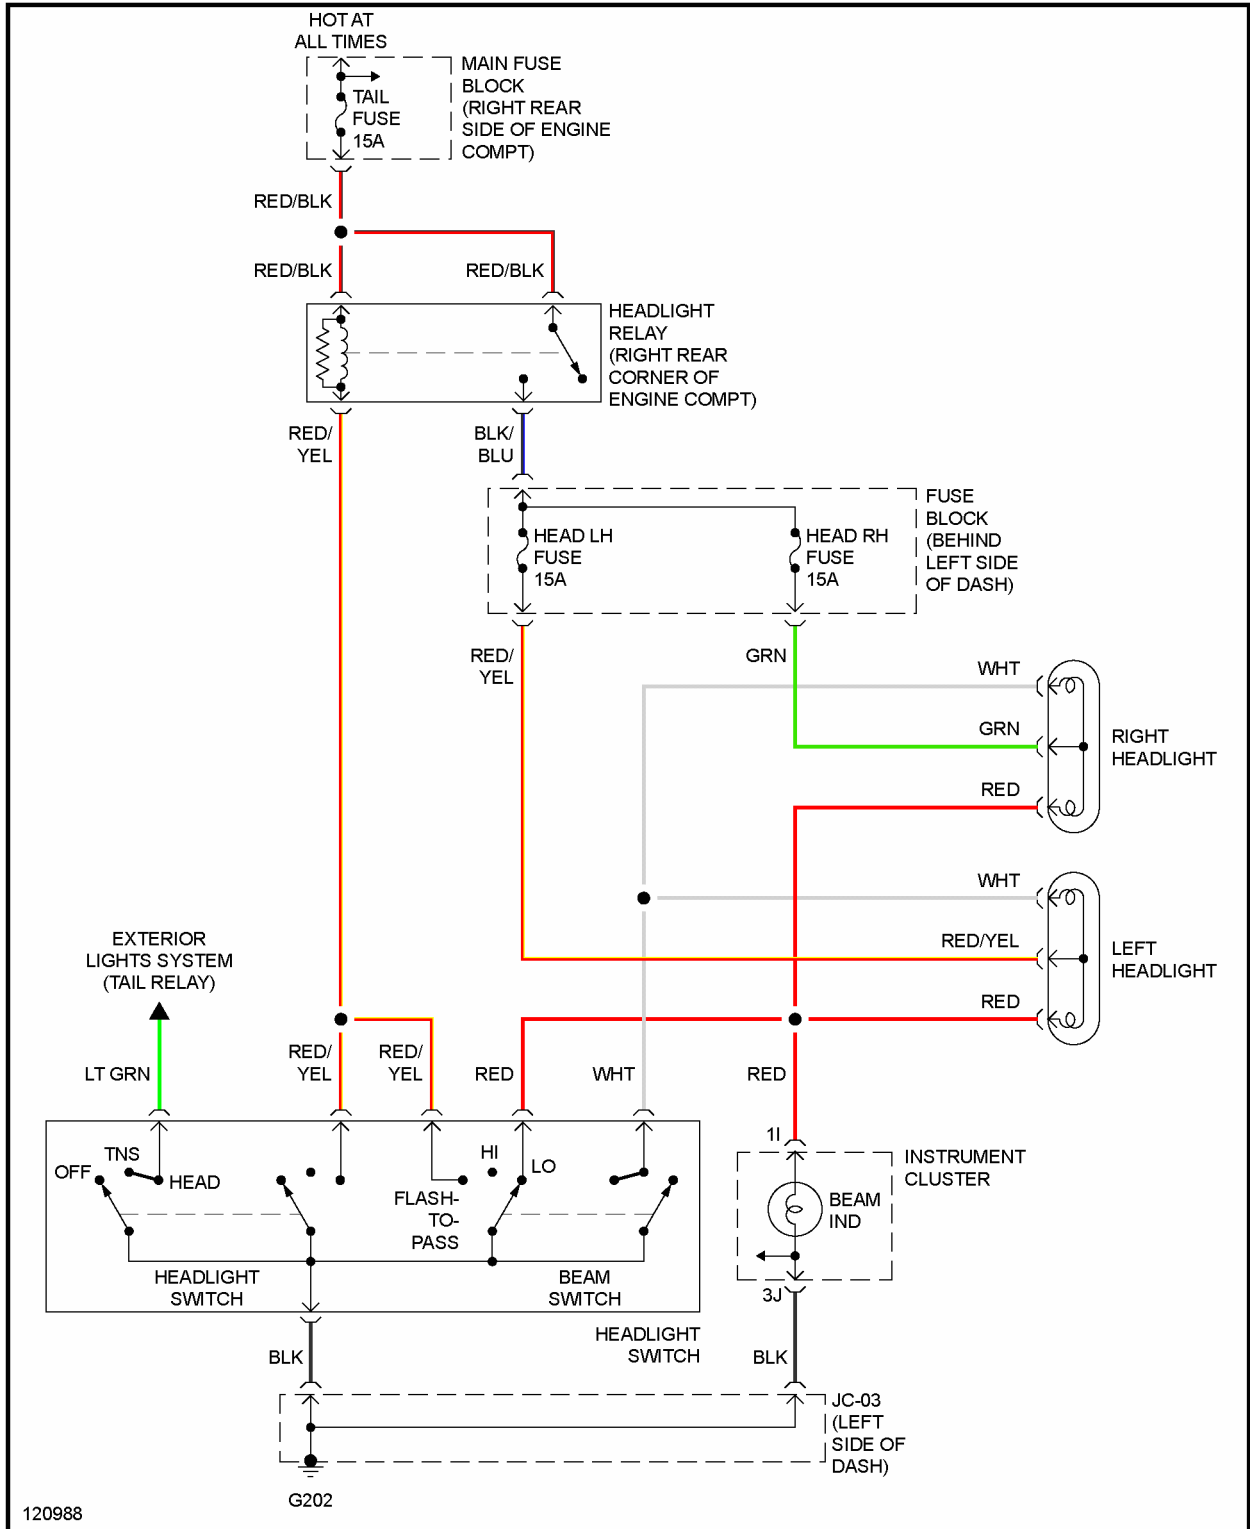 HOT AT
ALL TIMES
MAIN FUSE
BLOCK
(RIGHT REAR
SIDE OF ENGINE
COMPT)
TAIL
FUSE
15A
RED/BLK
RED/BLK
RED/BLK
HEADLIGHT
RELAY
(RIGHT REAR
CORNER OF
ENGINE COMPT)
RED/
YEL
BLK/
BLU
FUSE
BLOCK
(BEHIND
LEFT SIDE
OF DASH)
HEAD LH
FUSE
15A
HEAD RH
FUSE
15A
RED/
YEL
GRN
WHT
GRN
RED
RIGHT
HEADLIGHT
WHT
RED/YEL
RED
LEFT
HEADLIGHT
EXTERIOR
LIGHTS SYSTEM
(TAIL RELAY)
LT GRN
RED/
YEL
RED/
YEL
RED
WHT
RED
1I
OFF
TNS
HEAD
HI
LO
FLASH-
TO-
PASS
HEADLIGHT
SWITCH
BEAM
SWITCH
INSTRUMENT
CLUSTER
BEAM
IND
3J
HEADLIGHT
SWITCH
BLK
BLK
JC-03
(LEFT
SIDE OF
DASH)
G202
120988